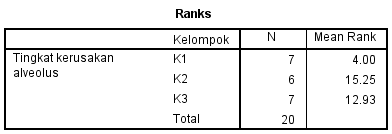 Ranks
Kelompok N Mean Rank
Tingkat kerusakan alveolus K1 7 4.00
K2 6 15.25
K3 7 12.93
Total 20